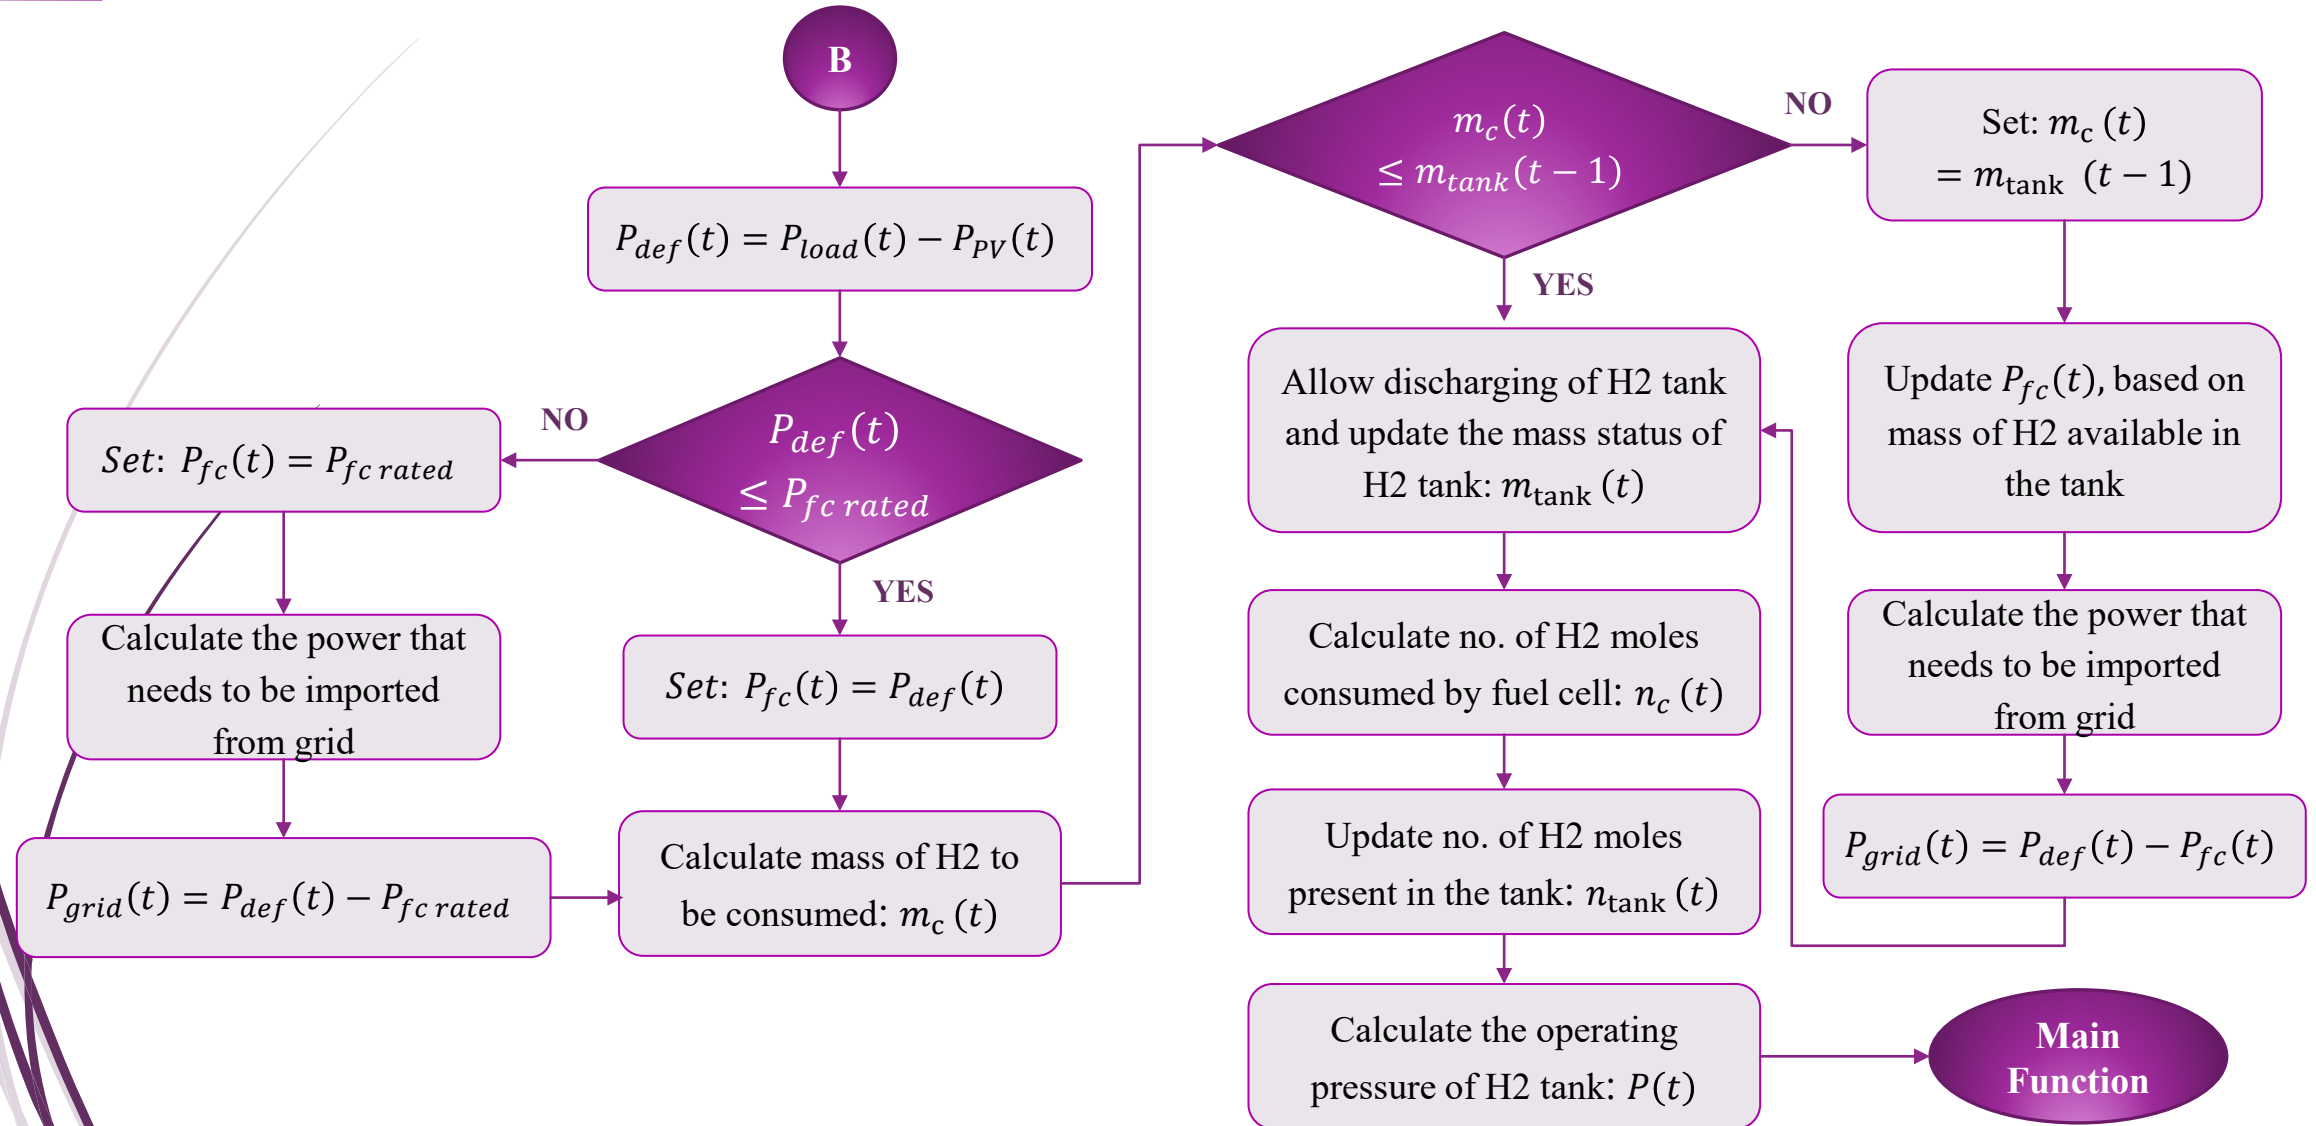 B
P_def(t) = P_load(t) − P_PV(t)
P_def(t)
≤ P_fc rated
NO
Set: P_fc(t) = P_fc rated
Calculate the power that
needs to be imported
from grid
P_grid(t) = P_def(t) − P_fc rated
YES
Set: P_fc(t) = P_def(t)
Calculate mass of H2 to
be consumed: m_c (t)
m_c(t)
≤ m_tank(t − 1)
NO
Set: m_c (t)
= m_tank (t − 1)
Update P_fc(t), based on
mass of H2 available in
the tank
Calculate the power that
needs to be imported
from grid
P_grid(t) = P_def(t) − P_fc(t)
YES
Allow discharging of H2 tank
and update the mass status of
H2 tank: m_tank (t)
Calculate no. of H2 moles
consumed by fuel cell: n_c (t)
Update no. of H2 moles
present in the tank: n_tank (t)
Calculate the operating
pressure of H2 tank: P(t)
Main
Function